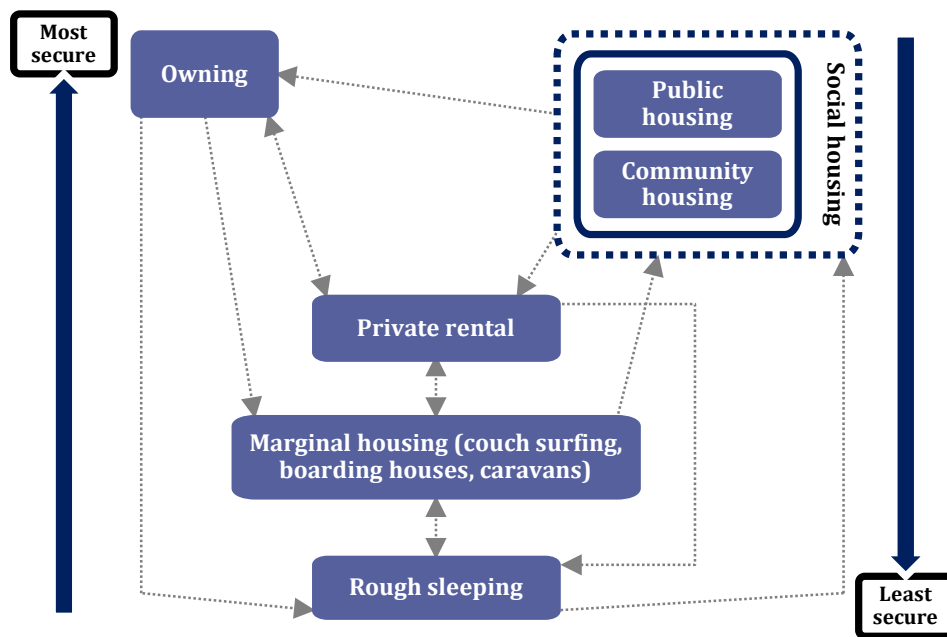 Most
secure
Owning
Public
housing
Community
housing
Social housing
Private rental
Marginal housing (couch surfing,
boarding houses, caravans)
Rough sleeping
Least
secure